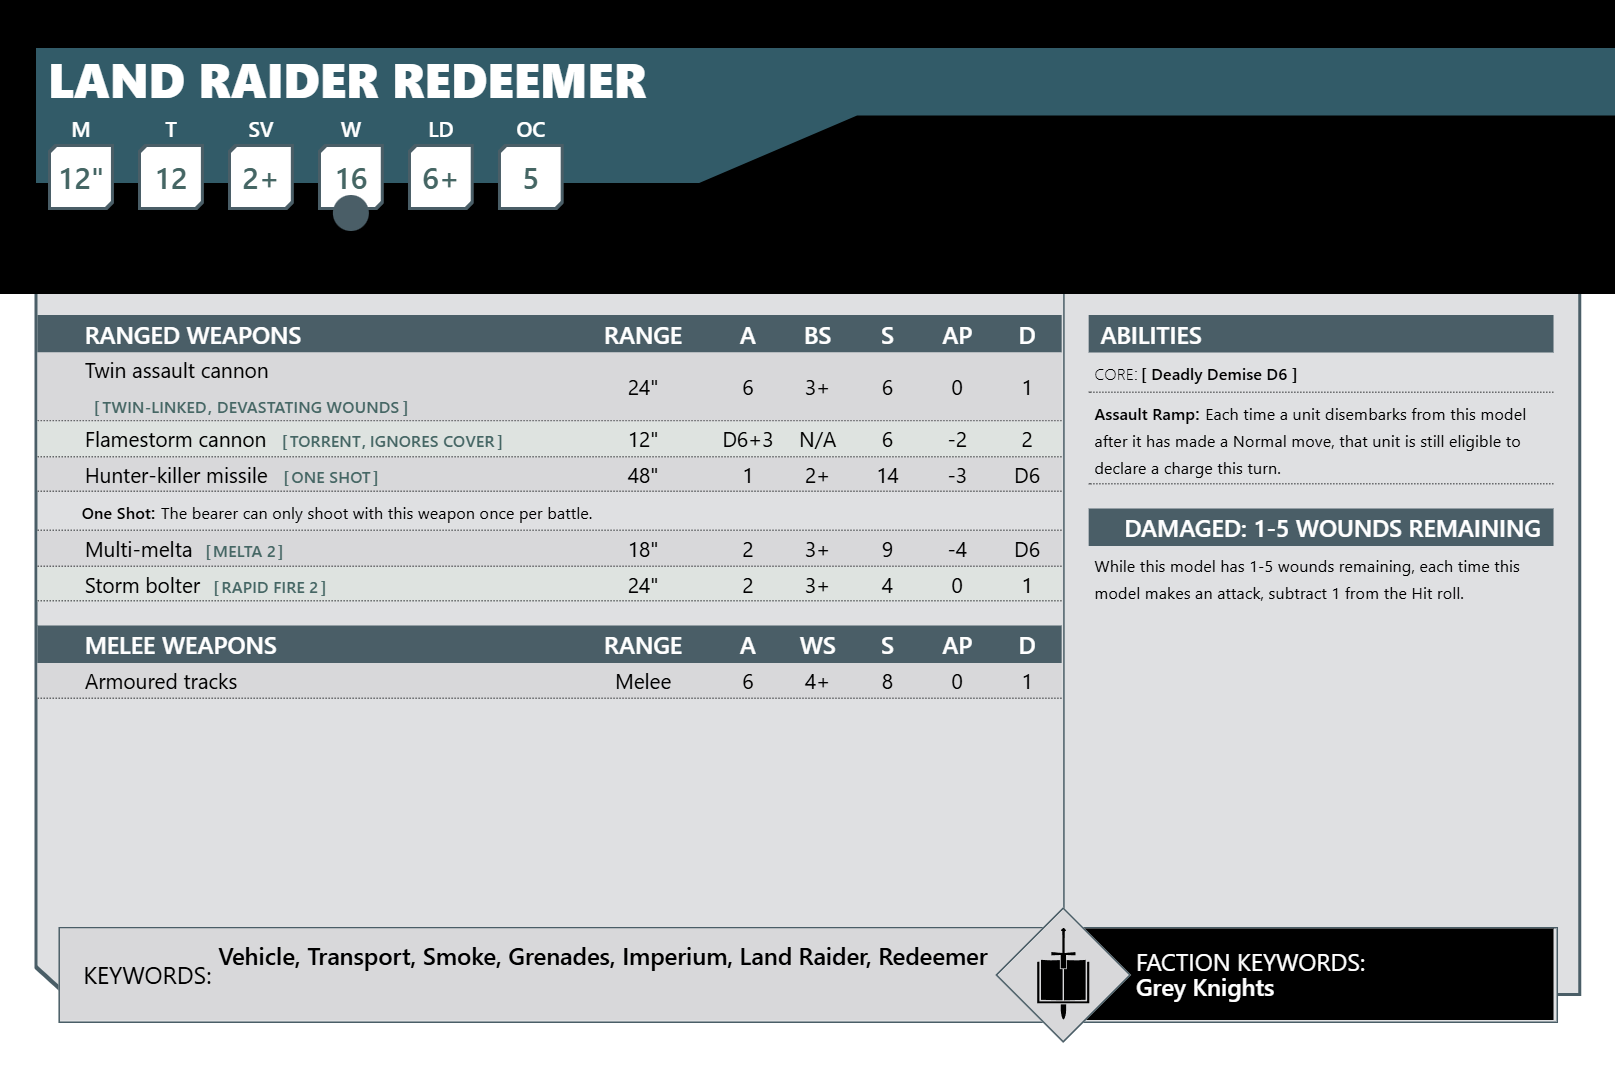 LAND RAIDER REDEEMER
M T SV W LD OC
12" 12 2+ 16 6+ 5
RANGED WEAPONS RANGE A BS S AP D
Twin assault cannon
[TWIN-LINKED, DEVASTATING WOUNDS] 24" 6 3+ 6 0 1
Flamestorm cannon [TORRENT, IGNORES COVER] 12" D6+3 N/A 6 -2 2
Hunter-killer missile [ONE SHOT] 48" 1 2+ 14 -3 D6
One Shot: The bearer can only shoot with this weapon once per battle.
Multi-melta [MELTA 2] 18" 2 3+ 9 -4 D6
Storm bolter [RAPID FIRE 2] 24" 2 3+ 4 0 1
MELEE WEAPONS RANGE A WS S AP D
Armoured tracks Melee 6 4+ 8 0 1
ABILITIES
CORE: [ Deadly Demise D6 ]
Assault Ramp: Each time a unit disembarks from this model
after it has made a Normal move, that unit is still eligible to
declare a charge this turn.
DAMAGED: 1-5 WOUNDS REMAINING
While this model has 1-5 wounds remaining, each time this
model makes an attack, subtract 1 from the Hit roll.
KEYWORDS: Vehicle, Transport, Smoke, Grenades, Imperium, Land Raider, Redeemer
FACTION KEYWORDS:
Grey Knights